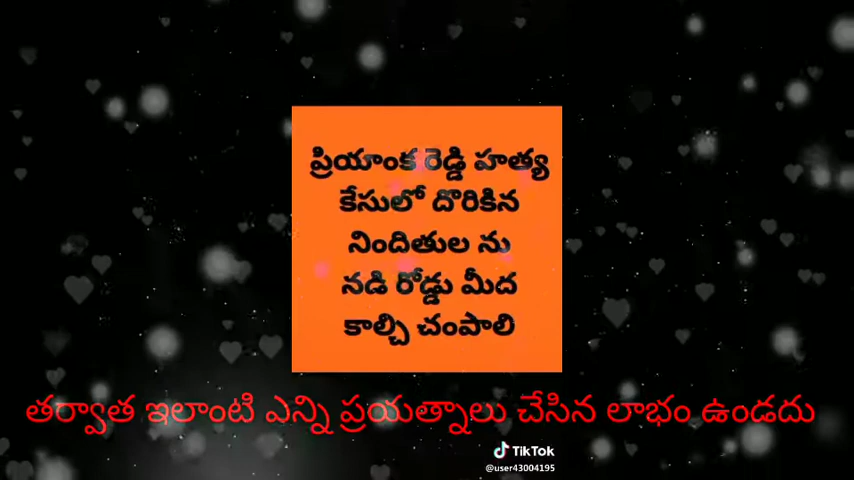 ప్రియాంక రెడ్డి హత్య
కేసులో దొరికిన
నిందితుల ను
నడి రోడ్డు మీద
కాల్చి చంపాలి
తర్వాత ఇలాంటి ఎన్ని ప్రయత్నాలు చేసిన లాభం ఉండదు
TikTok
@user43004195